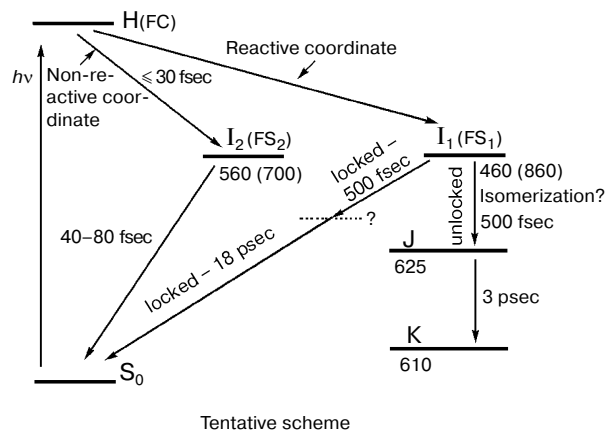 H(FC)
Reactive coordinate
hν
Non-re-
active coor-
dinate
≤ 30 fsec
I₂ (FS₂)
560 (700)
I₁ (FS₁)
460 (860)
Isomerization?
500 fsec
unlocked
locked –
500 fsec
?
40–80 fsec
locked – 18 psec
J
625
3 psec
K
610
S₀
Tentative scheme